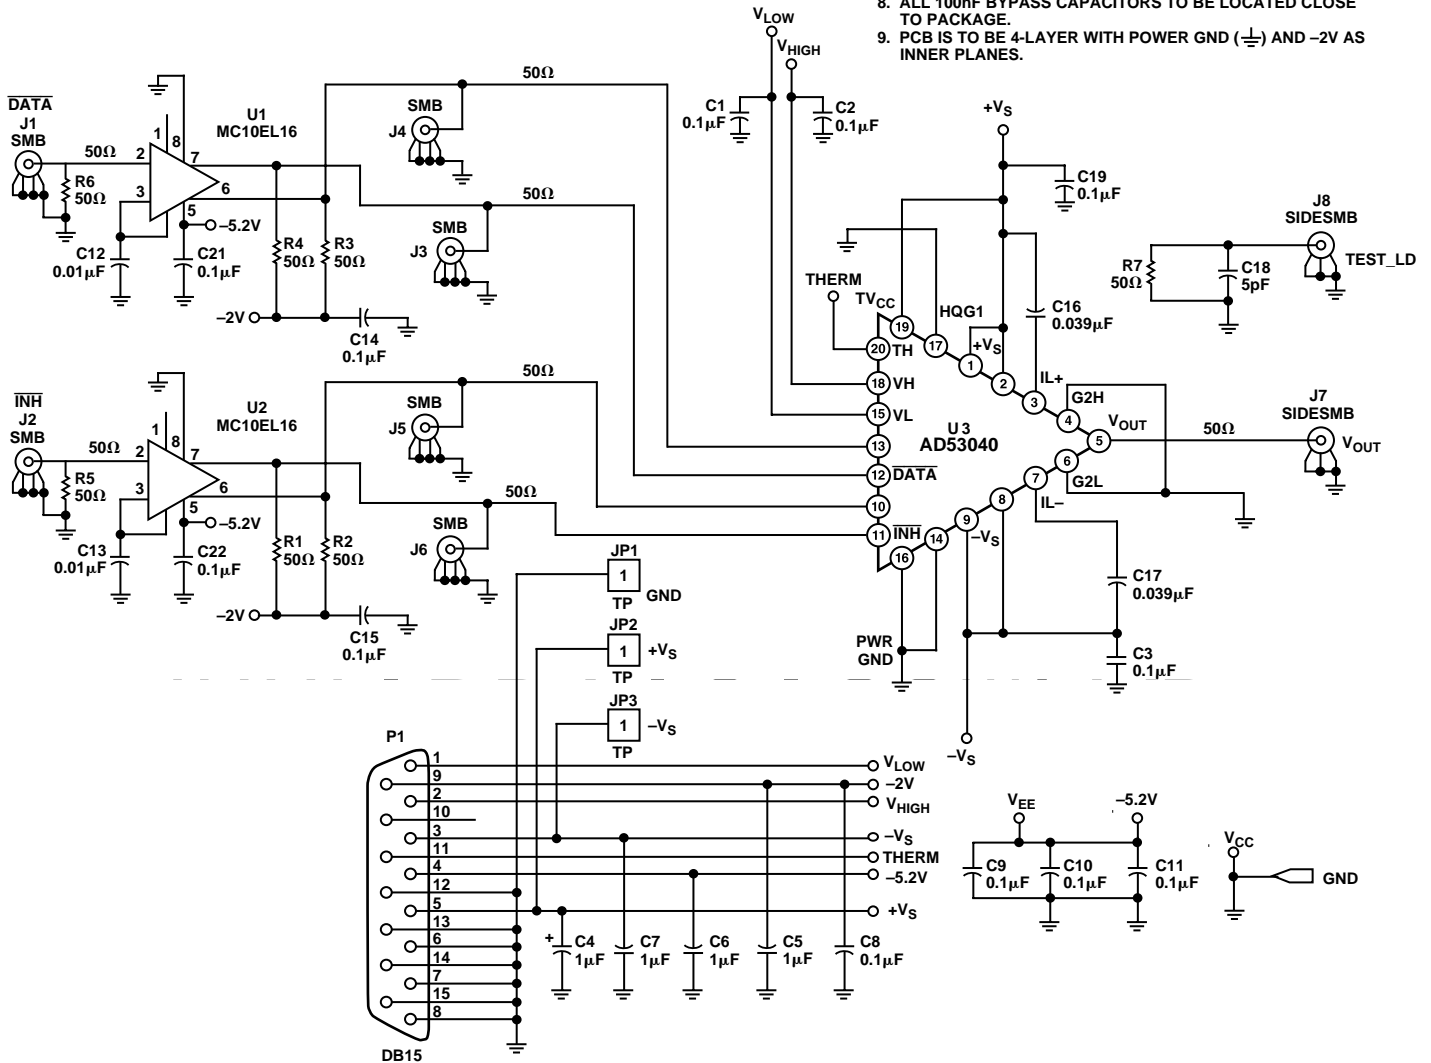 8. ALL 100nF BYPASS CAPACITORS TO BE LOCATED CLOSE
TO PACKAGE.
9. PCB IS TO BE 4-LAYER WITH POWER GND (⏚) AND –2V AS
INNER PLANES.
VLOW
VHIGH
C1
0.1µF
C2
0.1µF
DATA
J1
SMB
50Ω
R6
50Ω
1
8
2
3
7
6
5
U1
MC10EL16
–5.2V
C12
0.01µF
C21
0.1µF
R4
50Ω
R3
50Ω
–2V
C14
0.1µF
50Ω
SMB
J4
50Ω
SMB
J3
INH
J2
SMB
50Ω
R5
50Ω
1
8
2
3
7
6
5
U2
MC10EL16
–5.2V
C13
0.01µF
C22
0.1µF
R1
50Ω
R2
50Ω
–2V
C15
0.1µF
50Ω
SMB
J5
50Ω
SMB
J6
+VS
C19
0.1µF
THERM
TVCC
HQG1
+VS
C16
0.039µF
IL+
G2H
VOUT
19
17
1
2
3
4
5
20
TH
18
VH
15
VL
13
12
DATA
10
11
INH
U3
AD53040
6
G2L
7
IL–
8
9
–VS
14
16
50Ω
J7
SIDESMB
VOUT
J8
SIDESMB
TEST_LD
R7
50Ω
C18
5pF
C17
0.039µF
C3
0.1µF
PWR
GND
–VS
JP1
1
TP
GND
JP2
1
TP
+VS
JP3
1
TP
–VS
P1
1
9
2
10
3
11
4
12
5
13
6
14
7
15
8
DB15
VLOW
–2V
VHIGH
–VS
THERM
–5.2V
+VS
+
C4
1µF
C7
1µF
C6
1µF
C5
1µF
C8
0.1µF
VEE
–5.2V
C9
0.1µF
C10
0.1µF
C11
0.1µF
VCC
GND